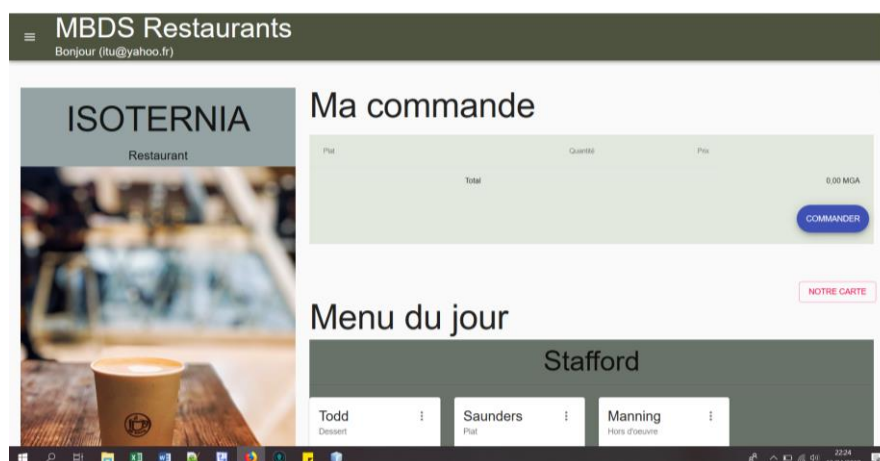 MBDS Restaurants
Bonjour (itu@yahoo.fr)
ISOTERNIA
Restaurant
Ma commande
Plat Quantité Prix
Total 0,00 MGA
COMMANDER
NOTRE CARTE
Menu du jour
Stafford
Todd Saunders Manning
Dessert Plat Hors d'oeuvre
22:24